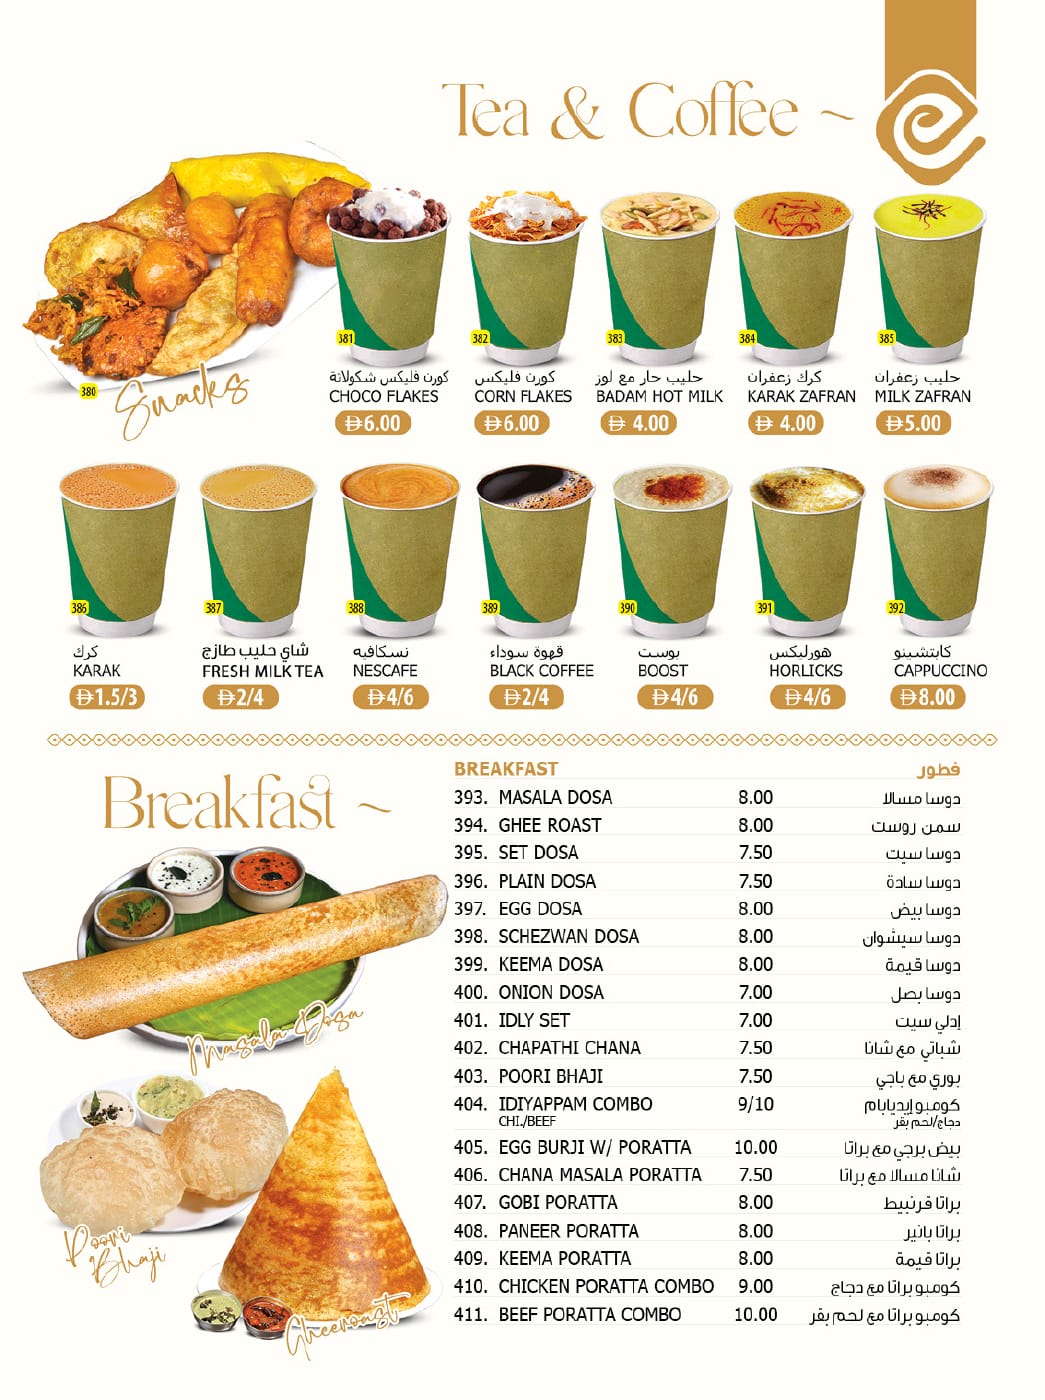 Tea & Coffee ~
e
380
Snacks
381
382
383
384
385
كورن فليكس شكولاتة
CHOCO FLAKES
6.00
كورن فليكس
CORN FLAKES
6.00
حليب حار مع لوز
BADAM HOT MILK
4.00
كرك زعفران
KARAK ZAFRAN
4.00
حليب زعفران
MILK ZAFRAN
5.00
386
387
388
389
390
391
392
كرك
KARAK
1.5/3
شاي حليب طازج
FRESH MILK TEA
2/4
نسكافيه
NESCAFE
4/6
قهوة سوداء
BLACK COFFEE
2/4
بوست
BOOST
4/6
هورليكس
HORLICKS
4/6
كابتشينو
CAPPUCCINO
8.00
Breakfast ~
Masala Dosa
Poori
Bhaji
Gheeroast
BREAKFAST فطور
393. MASALA DOSA 8.00 دوسا مسالا
394. GHEE ROAST 8.00 سمن روست
395. SET DOSA 7.50 دوسا سيت
396. PLAIN DOSA 7.50 دوسا سادة
397. EGG DOSA 8.00 دوسا بيض
398. SCHEZWAN DOSA 8.00 دوسا سيشوان
399. KEEMA DOSA 8.00 دوسا قيمة
400. ONION DOSA 7.00 دوسا بصل
401. IDLY SET 7.00 إدلي سيت
402. CHAPATHI CHANA 7.50 شباتي مع شانا
403. POORI BHAJI 7.50 بوري مع باجي
404. IDIYAPPAM COMBO 9/10 كومبو إيديابام
CHI./BEEF دجاج/لحم بقر
405. EGG BURJI W/ PORATTA 10.00 بيض برجي مع براتا
406. CHANA MASALA PORATTA 7.50 شانا مسالا مع براتا
407. GOBI PORATTA 8.00 براتا قرنبيط
408. PANEER PORATTA 8.00 براتا بانير
409. KEEMA PORATTA 8.00 براتا قيمة
410. CHICKEN PORATTA COMBO 9.00 كومبو براتا مع دجاج
411. BEEF PORATTA COMBO 10.00 كومبو براتا مع لحم بقر